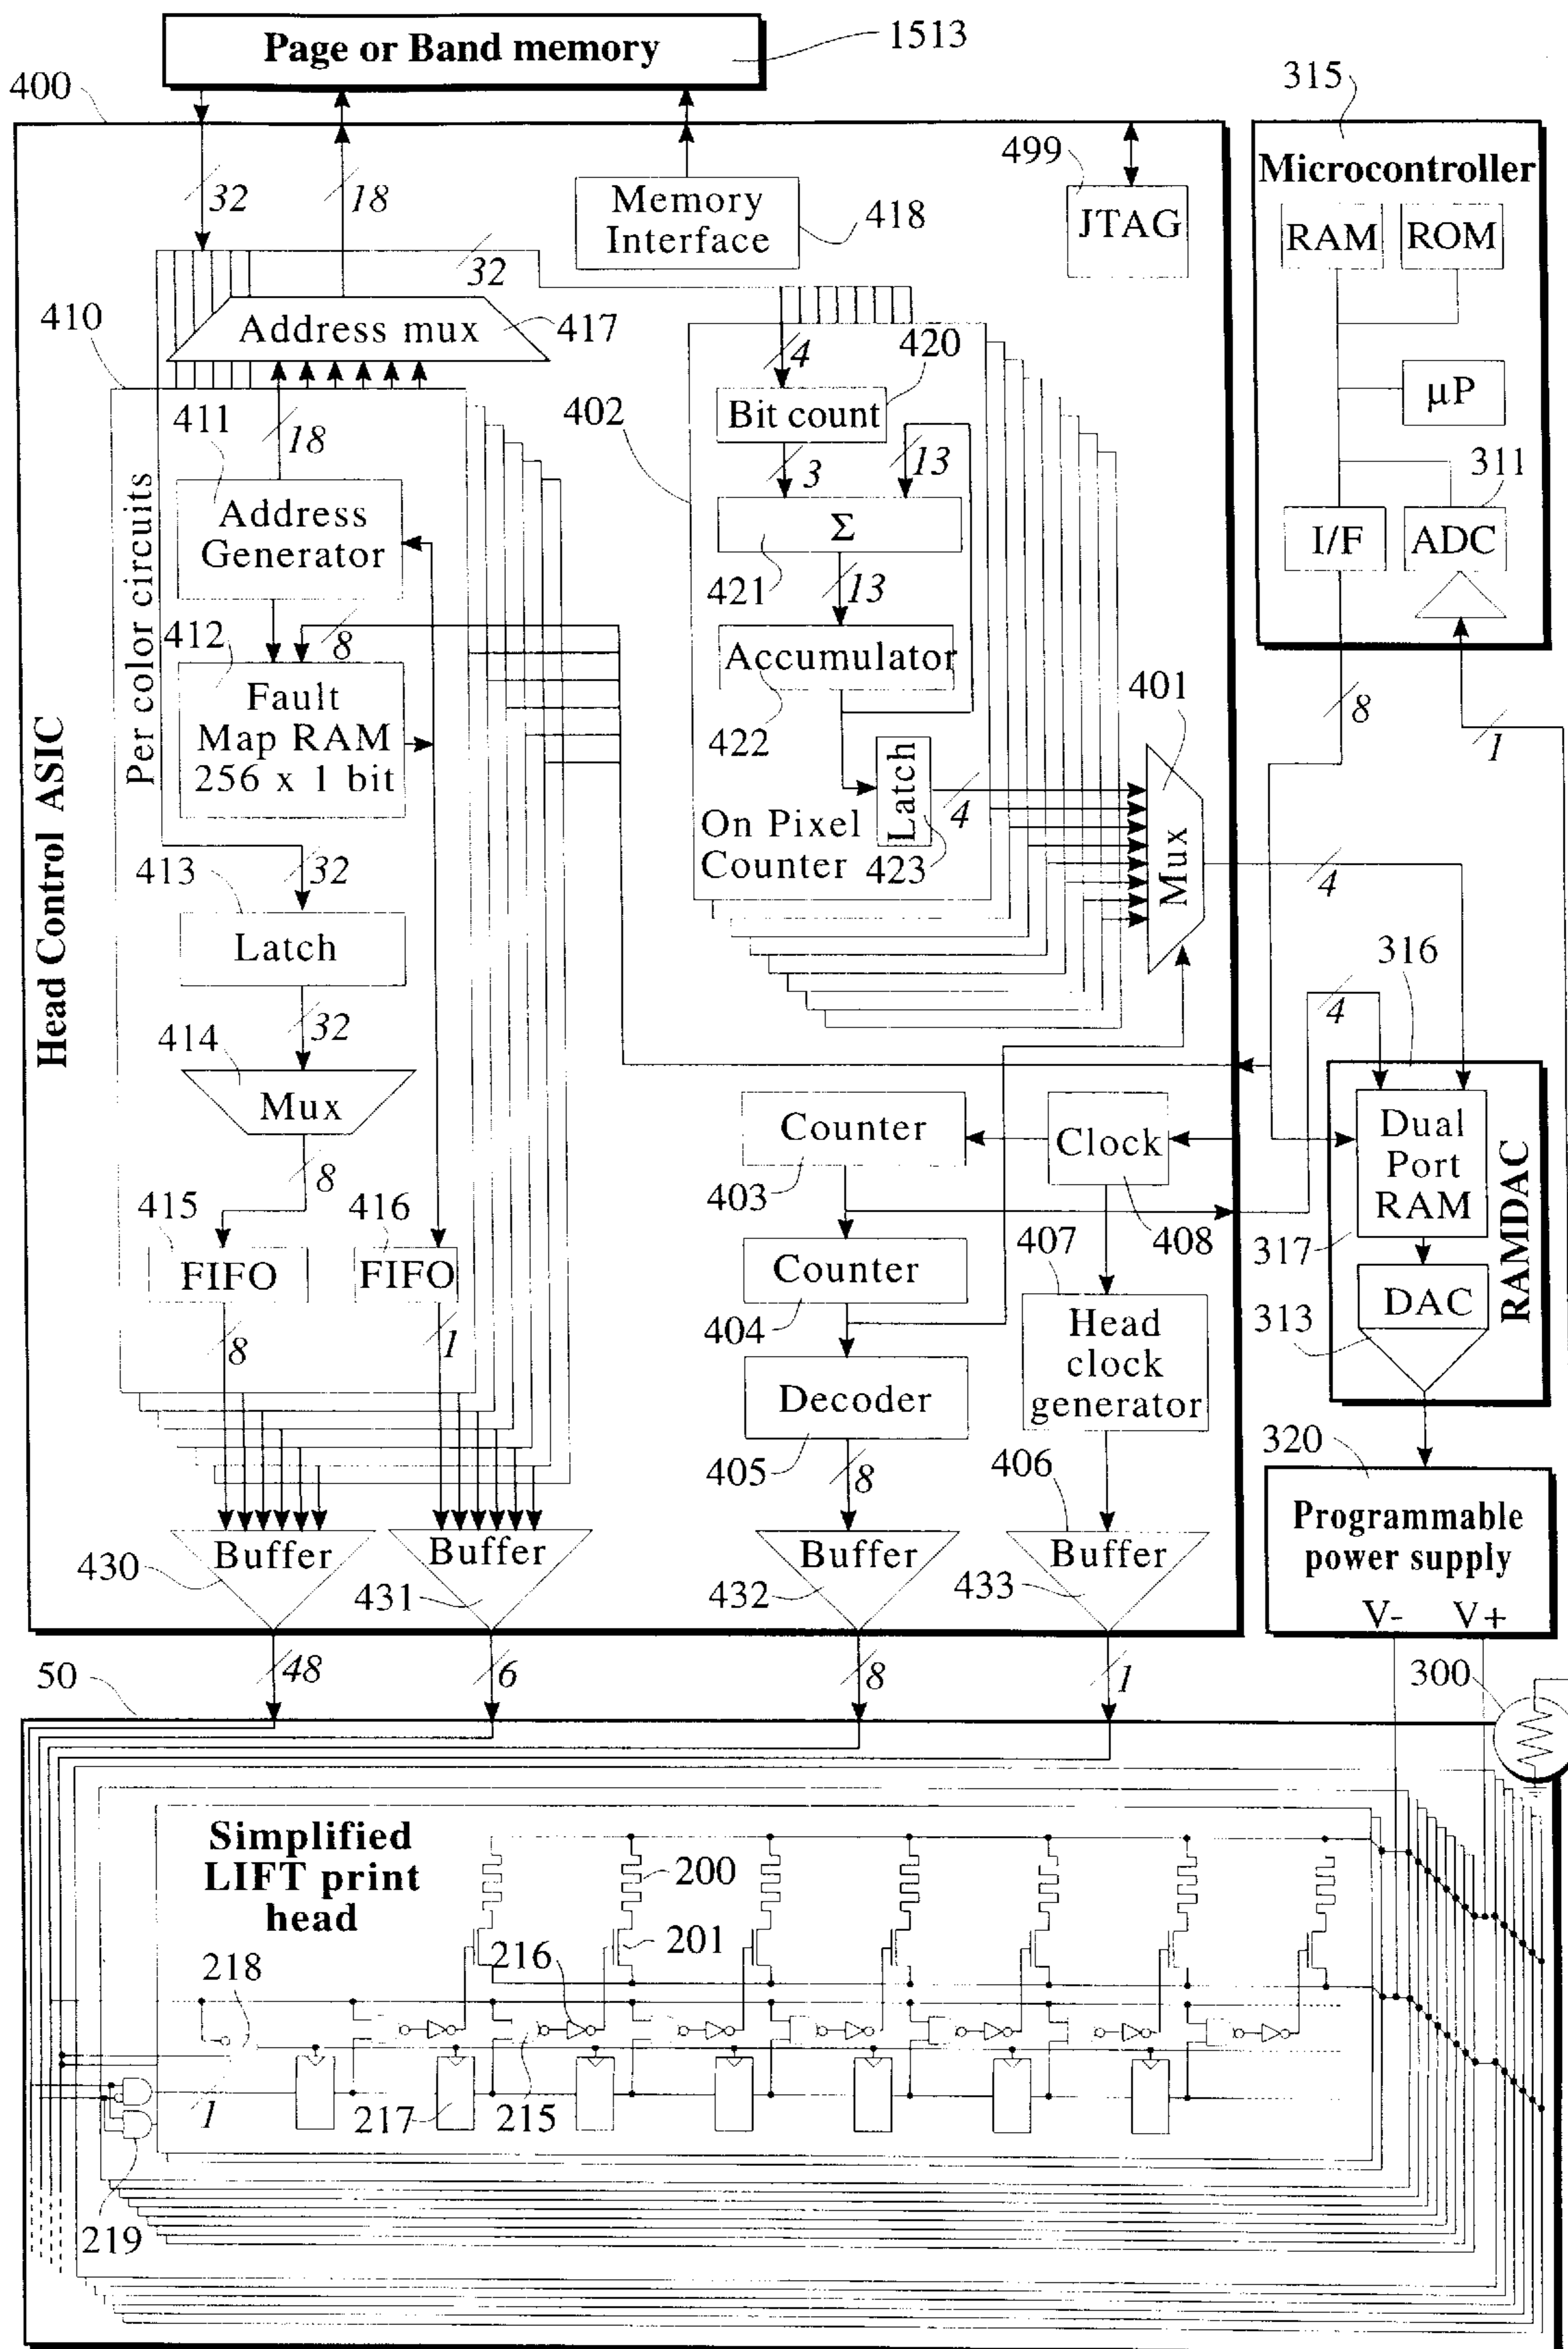 Page or Band memory
1513
400
315
499
Microcontroller
32
18
Memory
Interface
418
JTAG
RAM
ROM
32
410
Address mux
417
4
420
μP
411
18
402
Bit count
311
3
13
Address
Generator
Σ
I/F
ADC
Per color circuits
421
13
412
8
Fault
Map RAM
256 x 1 bit
Accumulator
422
401
8
1
Head Control ASIC
Latch
4
On Pixel
Counter
423
Mux
413
32
4
Latch
316
414
32
4
Mux
Counter
Clock
Dual
Port
RAM
RAMDAC
8
403
415
416
407
408
317
FIFO
FIFO
Counter
DAC
404
Head
clock
generator
313
8
1
Decoder
320
405
8
406
Programmable
power supply
Buffer
Buffer
Buffer
Buffer
430
431
432
433
V-
V+
50
48
6
8
1
300
Simplified
LIFT print
head
200
201
216
218
1
217
215
219